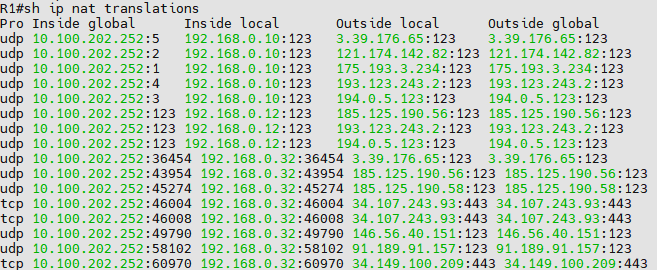 R1#sh ip nat translations
Pro Inside global      Inside local       Outside local      Outside global
udp 10.100.202.252:5   192.168.0.10:123   3.39.176.65:123    3.39.176.65:123
udp 10.100.202.252:2   192.168.0.10:123   121.174.142.82:123 121.174.142.82:123
udp 10.100.202.252:1   192.168.0.10:123   175.193.3.234:123  175.193.3.234:123
udp 10.100.202.252:4   192.168.0.10:123   193.123.243.2:123  193.123.243.2:123
udp 10.100.202.252:3   192.168.0.10:123   194.0.5.123:123    194.0.5.123:123
udp 10.100.202.252:123 192.168.0.12:123   185.125.190.56:123 185.125.190.56:123
udp 10.100.202.252:123 192.168.0.12:123   193.123.243.2:123  193.123.243.2:123
udp 10.100.202.252:123 192.168.0.12:123   194.0.5.123:123    194.0.5.123:123
udp 10.100.202.252:36454 192.168.0.32:36454 3.39.176.65:123  3.39.176.65:123
udp 10.100.202.252:43954 192.168.0.32:43954 185.125.190.56:123 185.125.190.56:123
udp 10.100.202.252:45274 192.168.0.32:45274 185.125.190.58:123 185.125.190.58:123
tcp 10.100.202.252:46004 192.168.0.32:46004 34.107.243.93:443 34.107.243.93:443
tcp 10.100.202.252:46008 192.168.0.32:46008 34.107.243.93:443 34.107.243.93:443
udp 10.100.202.252:49790 192.168.0.32:49790 146.56.40.151:123 146.56.40.151:123
udp 10.100.202.252:58102 192.168.0.32:58102 91.189.91.157:123 91.189.91.157:123
tcp 10.100.202.252:60970 192.168.0.32:60970 34.149.100.209:443 34.149.100.209:443